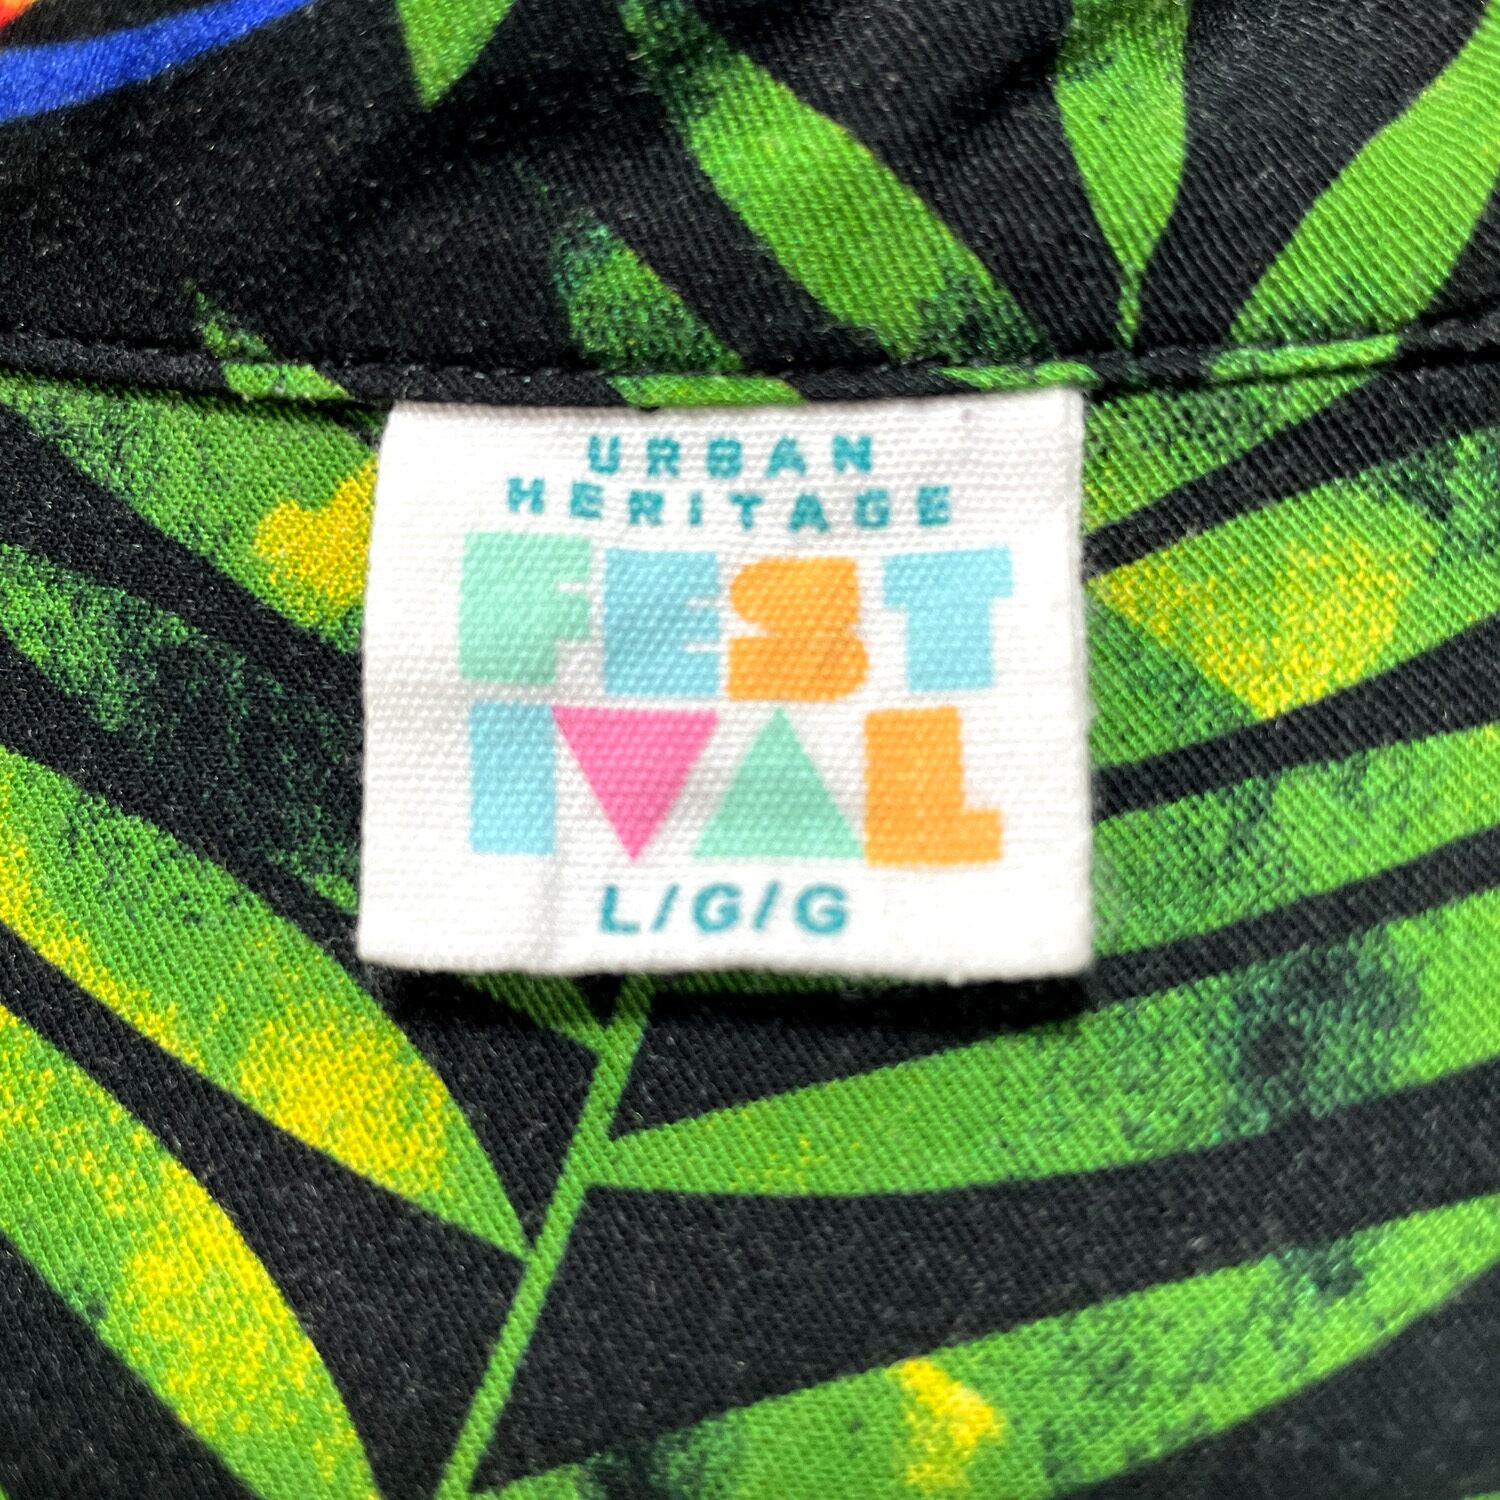 URBAN
HERITAGE
FEST
IVAL
L/G/G